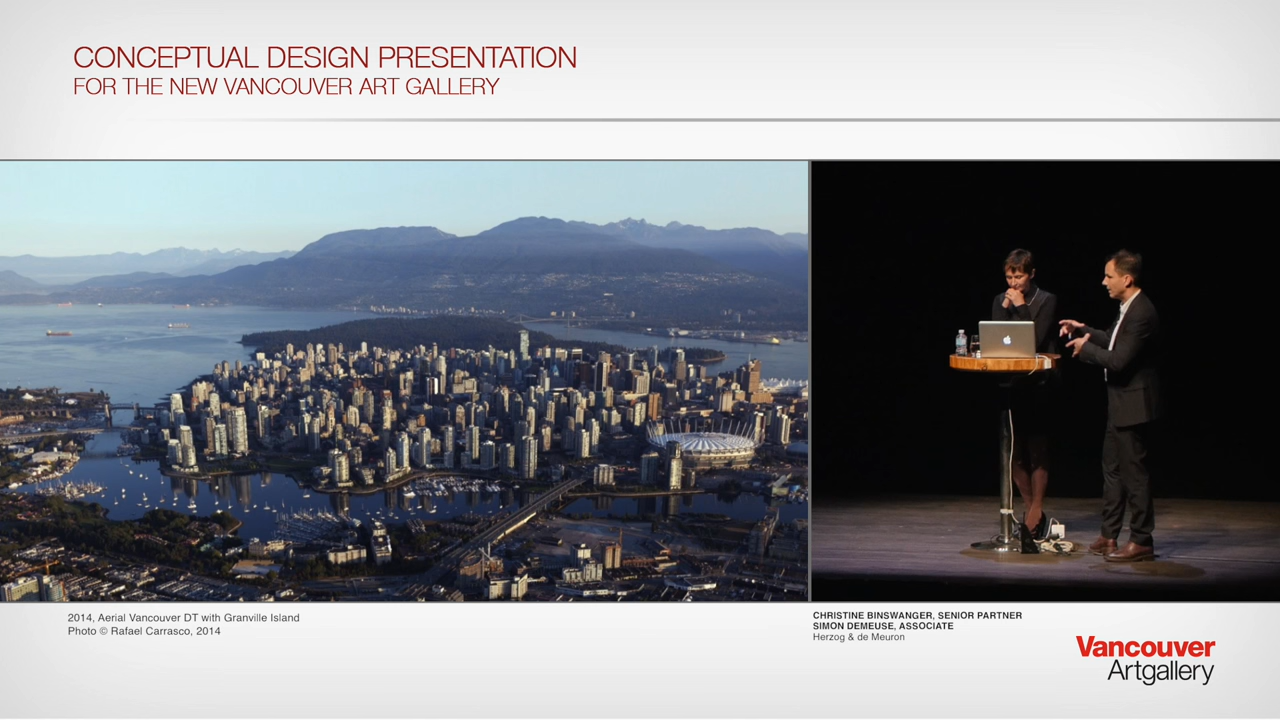 CONCEPTUAL DESIGN PRESENTATION
FOR THE NEW VANCOUVER ART GALLERY
2014, Aerial Vancouver DT with Granville Island
Photo © Rafael Carrasco, 2014
CHRISTINE BINSWANGER, SENIOR PARTNER
SIMON DEMEUSE, ASSOCIATE
Herzog & de Meuron
Vancouver
Artgallery